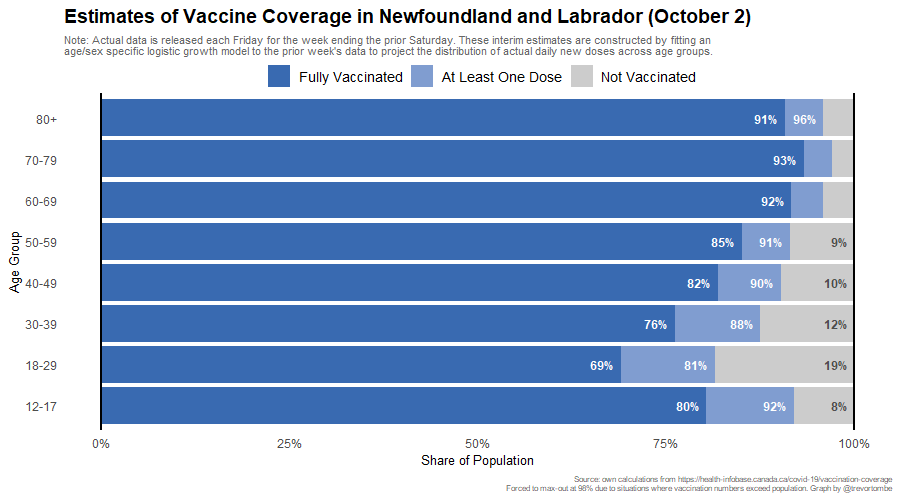 Estimates of Vaccine Coverage in Newfoundland and Labrador (October 2)
Note: Actual data is released each Friday for the week ending the prior Saturday. These interim estimates are constructed by fitting an
age/sex specific logistic growth model to the prior week's data to project the distribution of actual daily new doses across age groups.
Fully Vaccinated At Least One Dose Not Vaccinated
80+ 91% 96%
70-79 93%
60-69 92%
50-59 85% 91% 9%
Age Group
40-49 82% 90% 10%
30-39 76% 88% 12%
18-29 69% 81% 19%
12-17 80% 92% 8%
0% 25% 50% 75% 100%
Share of Population
Source: own calculations from https://health-infobase.canada.ca/covid-19/vaccination-coverage
Forced to max-out at 98% due to situations where vaccination numbers exceed population. Graph by @trevortombe